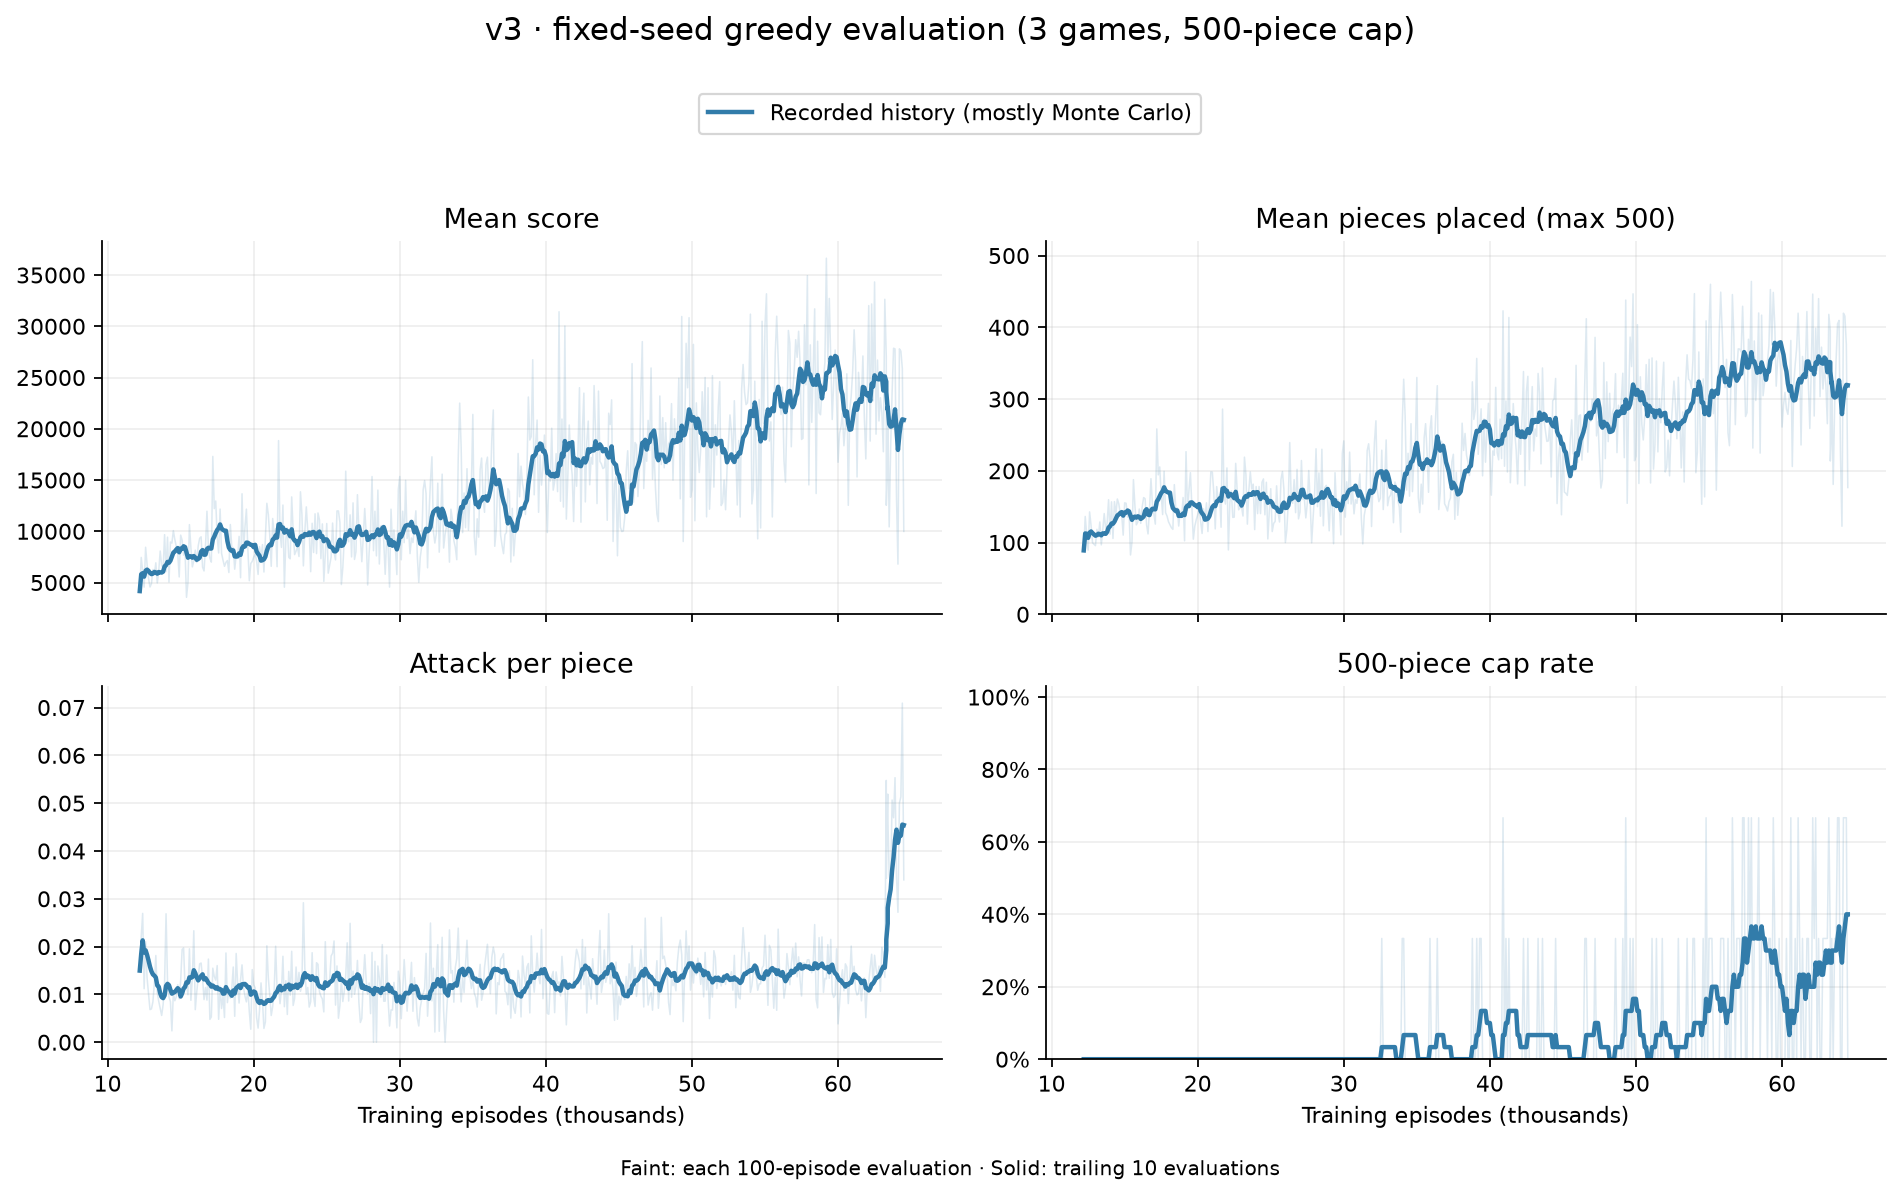 v3 · fixed-seed greedy evaluation (3 games, 500-piece cap)
Recorded history (mostly Monte Carlo)
Mean score
35000
30000
25000
20000
15000
10000
5000
Mean pieces placed (max 500)
500
400
300
200
100
0
Attack per piece
0.07
0.06
0.05
0.04
0.03
0.02
0.01
0.00
10 20 30 40 50 60
Training episodes (thousands)
500-piece cap rate
100%
80%
60%
40%
20%
0%
10 20 30 40 50 60
Training episodes (thousands)
Faint: each 100-episode evaluation · Solid: trailing 10 evaluations